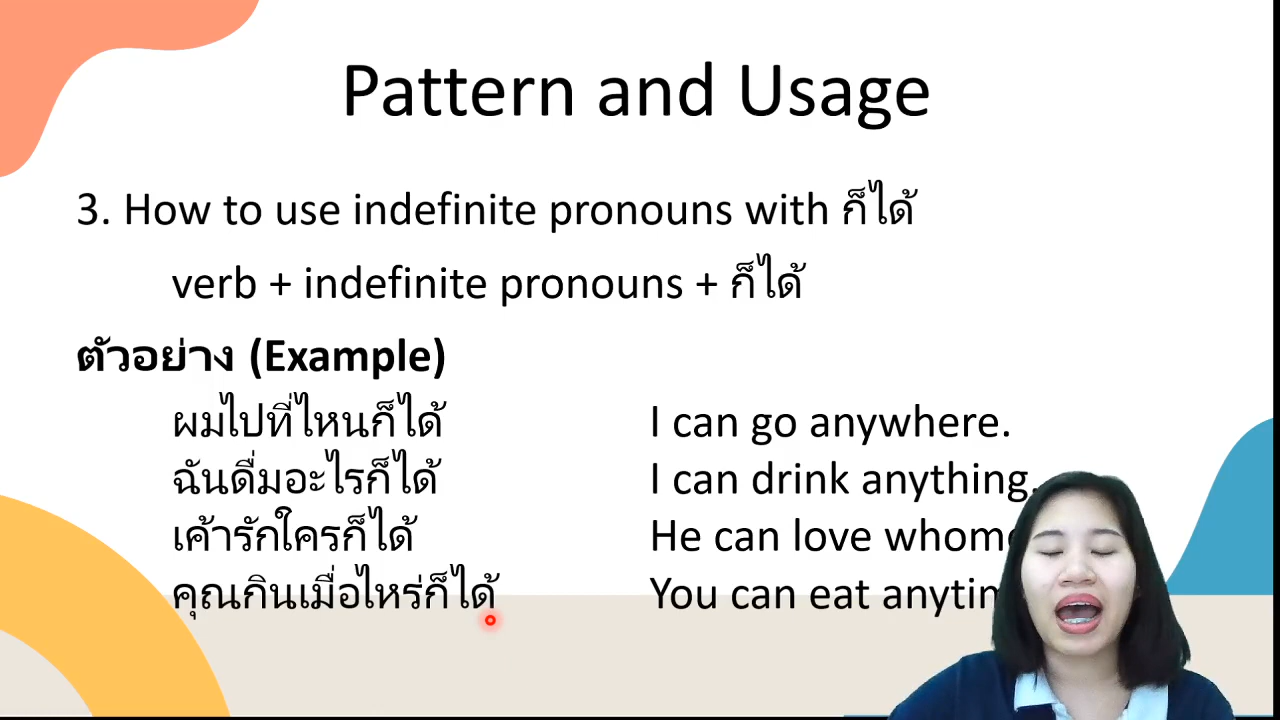 Pattern and Usage
3. How to use indefinite pronouns with ก็ได้
verb + indefinite pronouns + ก็ได้
ตัวอย่าง (Example)
ผมไปที่ไหนก็ได้ I can go anywhere.
ฉันดื่มอะไรก็ได้ I can drink anything.
เค้ารักใครก็ได้ He can love
คุณกินเมื่อไหร่ก็ได้ You can eat